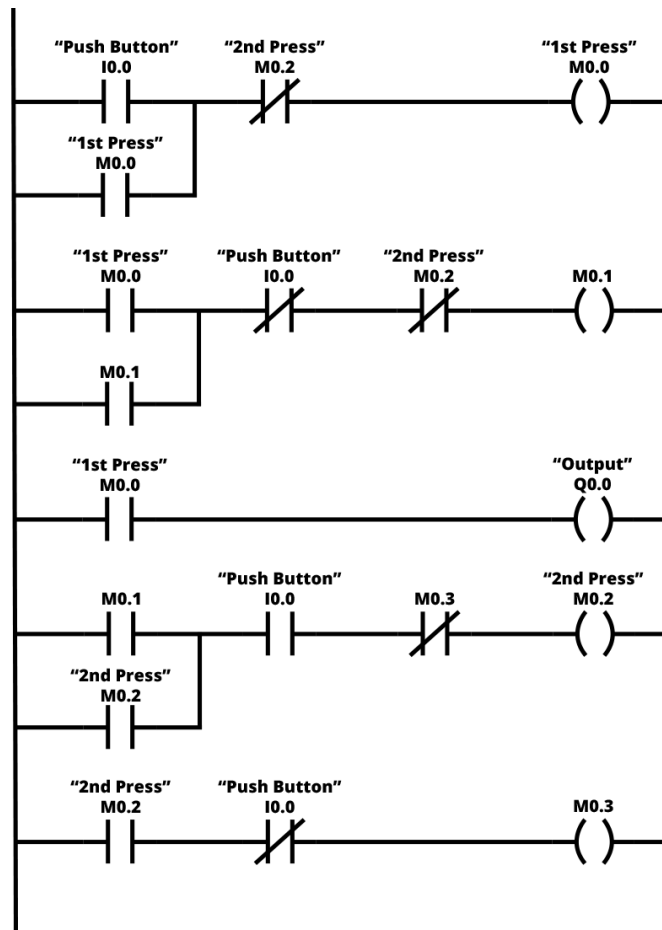 “Push Button” “2nd Press” “1st Press”
I0.0 M0.2 M0.0
“1st Press”
M0.0
“1st Press” “Push Button” “2nd Press”
M0.0 I0.0 M0.2 M0.1
M0.1
“1st Press” “Output”
M0.0 Q0.0
“Push Button” “2nd Press”
M0.1 I0.0 M0.3 M0.2
“2nd Press”
M0.2
“2nd Press” “Push Button”
M0.2 I0.0 M0.3